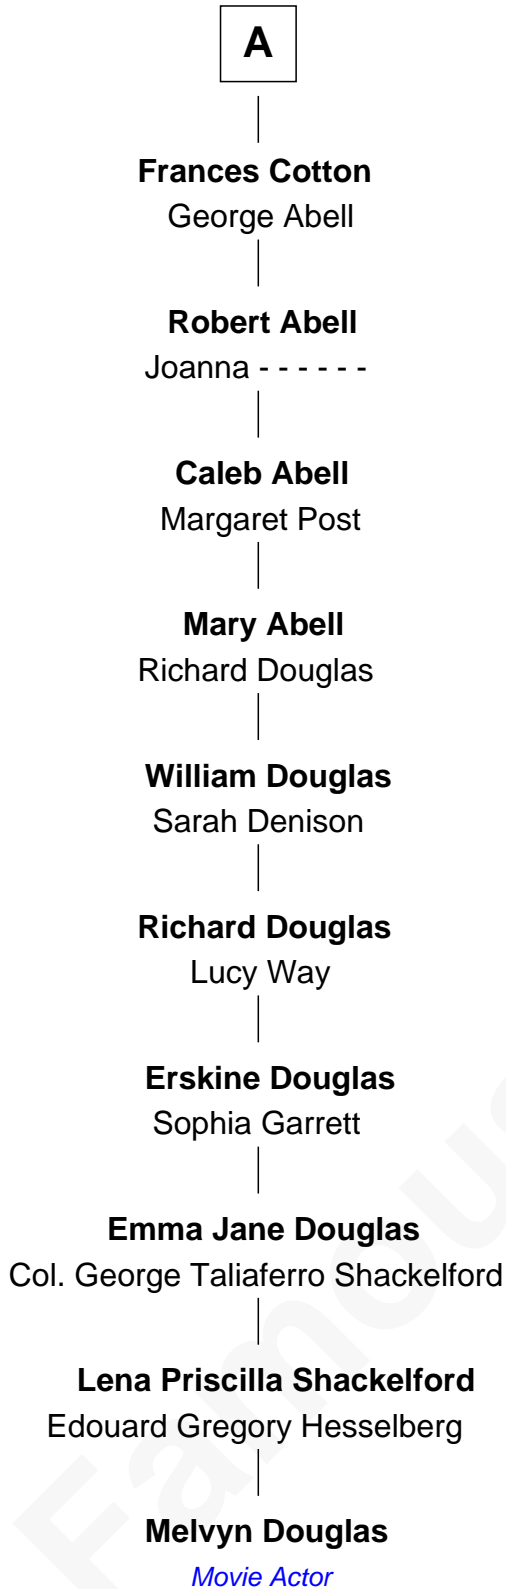 A
Frances Cotton
George Abell
Robert Abell
Joanna - - - - - -
Caleb Abell
Margaret Post
Mary Abell
Richard Douglas
William Douglas
Sarah Denison
Richard Douglas
Lucy Way
Erskine Douglas
Sophia Garrett
Emma Jane Douglas
Col. George Taliaferro Shackelford
Lena Priscilla Shackelford
Edouard Gregory Hesselberg
Melvyn Douglas
Movie Actor
Famous